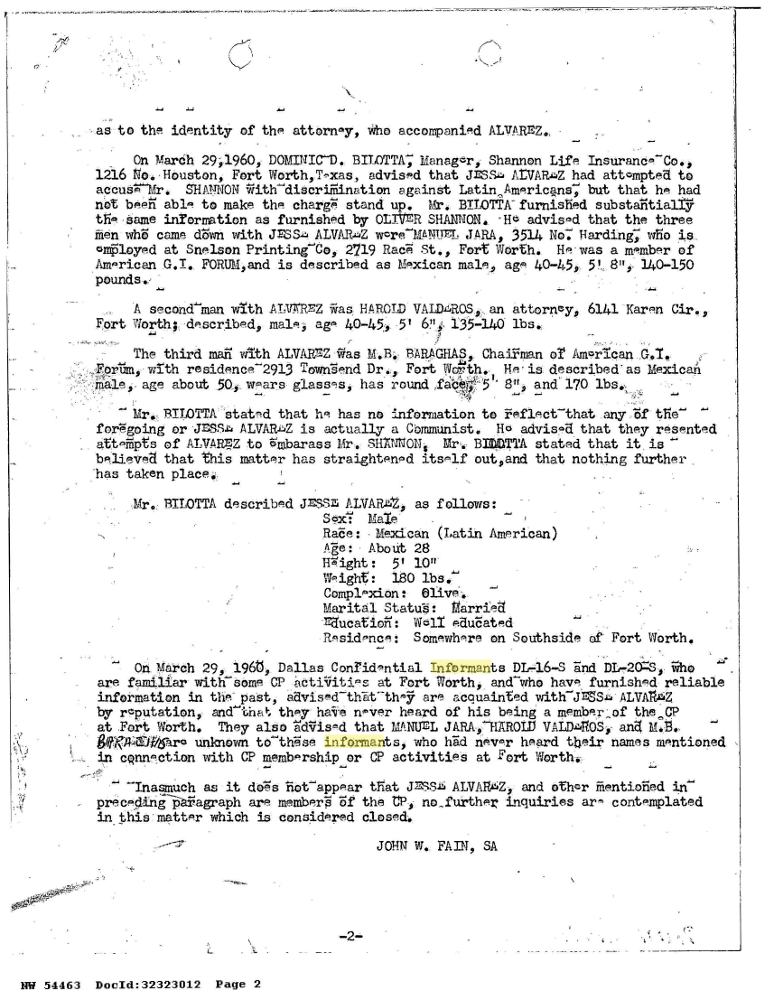 as to the identity of the attorney, who accompanied ALVAREZ.
On March 29,1960, DOMINIC D. BILOTTA, Manager, Shannon Life Insurance Co.,
1216 No. Houston, Fort Worth,Texas, advised that JESSE ALVAREZ had attempted to
accuse Mr. SHANNON with discrimination against Latin Americans, but that he had
not been able to make the charge stand up. Mr. BILOTTA furnished substantially
the same information as furnished by OLIVER SHANNON. He advised that the three
men who came down with JESSE ALVAREZ were MANUEL JARA, 3514 No. Harding, who is
employed at Snelson Printing Co, 2719 Race St., Fort Worth. He was a member of
American G.I. FORUM,and is described as Mexican male, age 40-45, 5' 8", 140-150
pounds.
A second man with ALVAREZ was HAROLD VALDEROS, an attorney, 6141 Karen Cir.,
Fort Worth; described, male, age 40-45, 5' 6", 135-140 lbs.
The third man with ALVAREZ was M.B. BARAGHAS, Chairman of American G.I.
Forum, with residence 2913 Townsend Dr., Fort Worth. He is described as Mexican
male, age about 50, wears glasses, has round face, 5' 8", and 170 lbs.
Mr. BILOTTA stated that he has no information to reflect that any of the
foregoing or JESSE ALVAREZ is actually a Communist. He advised that they resented
attempts of ALVAREZ to embarass Mr. SHANNON. Mr. BILOTTA stated that it is
believed that this matter has straightened itself out,and that nothing further
has taken place.
Mr. BILOTTA described JESSE ALVAREZ, as follows:
Sex: Male
Race: Mexican (Latin American)
Age: About 28
Height: 5' 10"
Weight: 180 lbs.
Complexion: Olive.
Marital Status: Married
Education: Well educated
Residence: Somewhere on Southside of Fort Worth.
On March 29, 1960, Dallas Confidential Informants DL-16-S and DL-20-S, who
are familiar with some CP activities at Fort Worth, and who have furnished reliable
information in the past, advised that they are acquainted with JESSE ALVAREZ
by reputation, and that they have never heard of his being a member of the CP
at Fort Worth. They also advised that MANUEL JARA, HAROLD VALDEROS, and M.B.
BARAGHAS are unknown to these informants, who had never heard their names mentioned
in connection with CP membership or CP activities at Fort Worth.
Inasmuch as it does not appear that JESSE ALVAREZ, and other mentioned in
preceding paragraph are members of the CP, no further inquiries are contemplated
in this matter which is considered closed.
JOHN W. FAIN, SA
-2-
NW 54463 DocId:32323012 Page 2